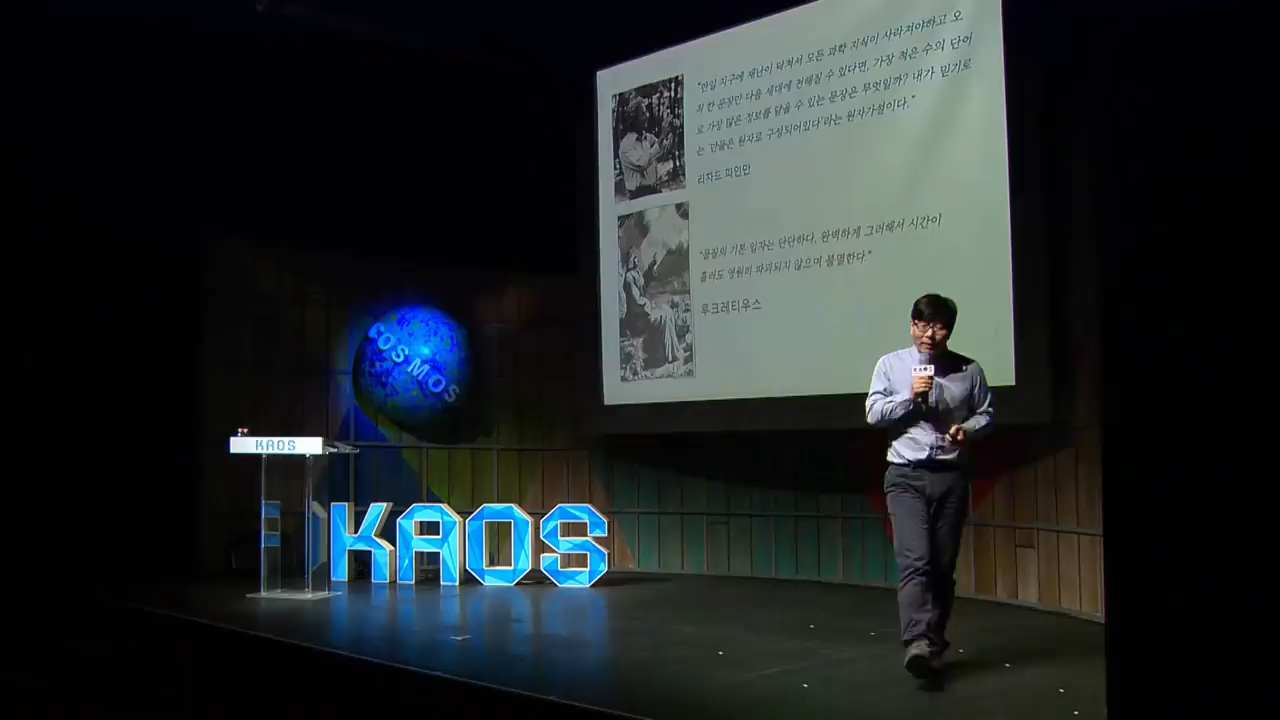 "만일 지구에 재난이 닥쳐서 모든 과학 지식이 사라져야하고 오
직 한 문장만 다음 세대에 전해질 수 있다면, 가장 적은 수의 단어
로 가장 많은 정보를 담을 수 있는 문장은 무엇일까? 내가 믿기로
는 '만물은 원자로 구성되어있다'라는 원자가설이다."
리차드 파인만
"물질의 기본 입자는 단단하다. 완벽하게 그러해서 시간이
흘러도 영원히 파괴되지 않으며 불멸한다."
루크레티우스
COSMOS
KAOS
KAOS
KAOS